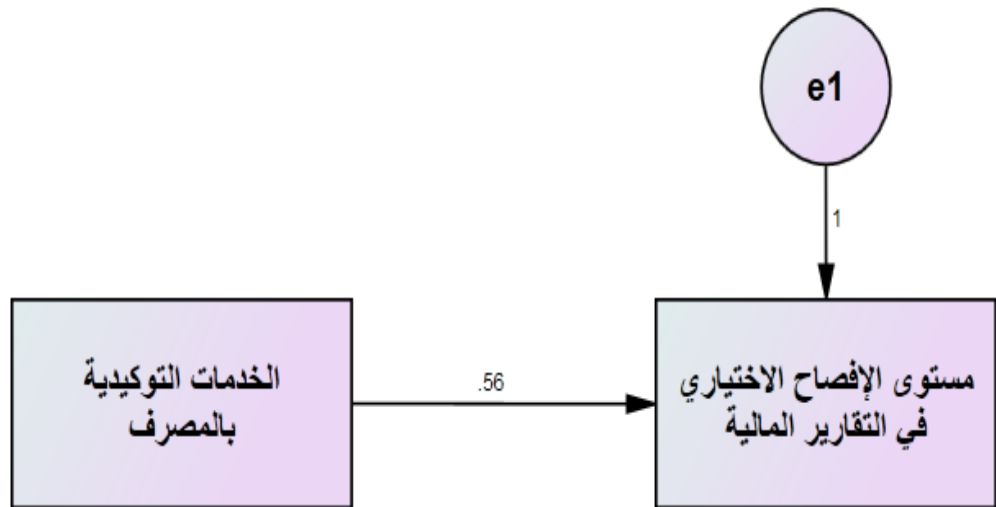 e1
1
الخدمات التوكيدية
بالمصرف
.56
مستوى الإفصاح الاختياري
في التقارير المالية